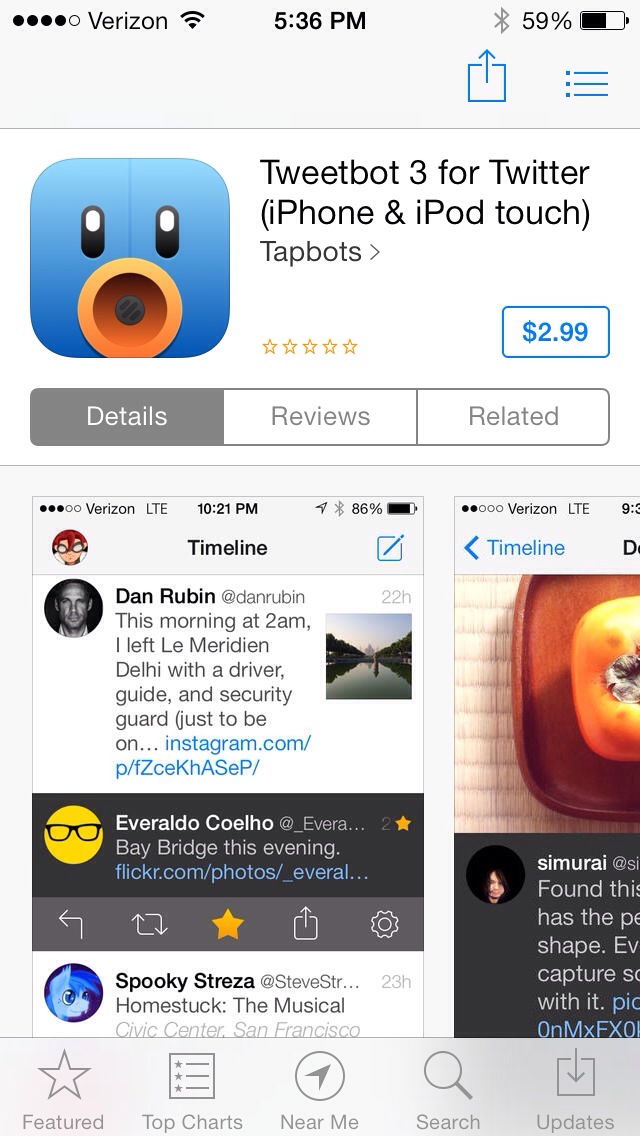 Verizon 5:36 PM 59%
Tweetbot 3 for Twitter
(iPhone & iPod touch)
Tapbots >
$2.99
Details Reviews Related
Verizon LTE 10:21 PM 86%
Timeline
Dan Rubin @danrubin 22h
This morning at 2am,
I left Le Meridien
Delhi with a driver,
guide, and security
guard (just to be
on… instagram.com/
p/fZceKhASeP/
Everaldo Coelho @_Evera… 2
Bay Bridge this evening.
flickr.com/photos/_everal…
Spooky Streza @SteveStr… 23h
Homestuck: The Musical
Civic Center, San Francisco
Verizon LTE 9:3
Timeline
simurai @si
Found this
has the pe
shape. Ev
capture so
with it. pic
0nMxFX0
Featured Top Charts Near Me Search Updates